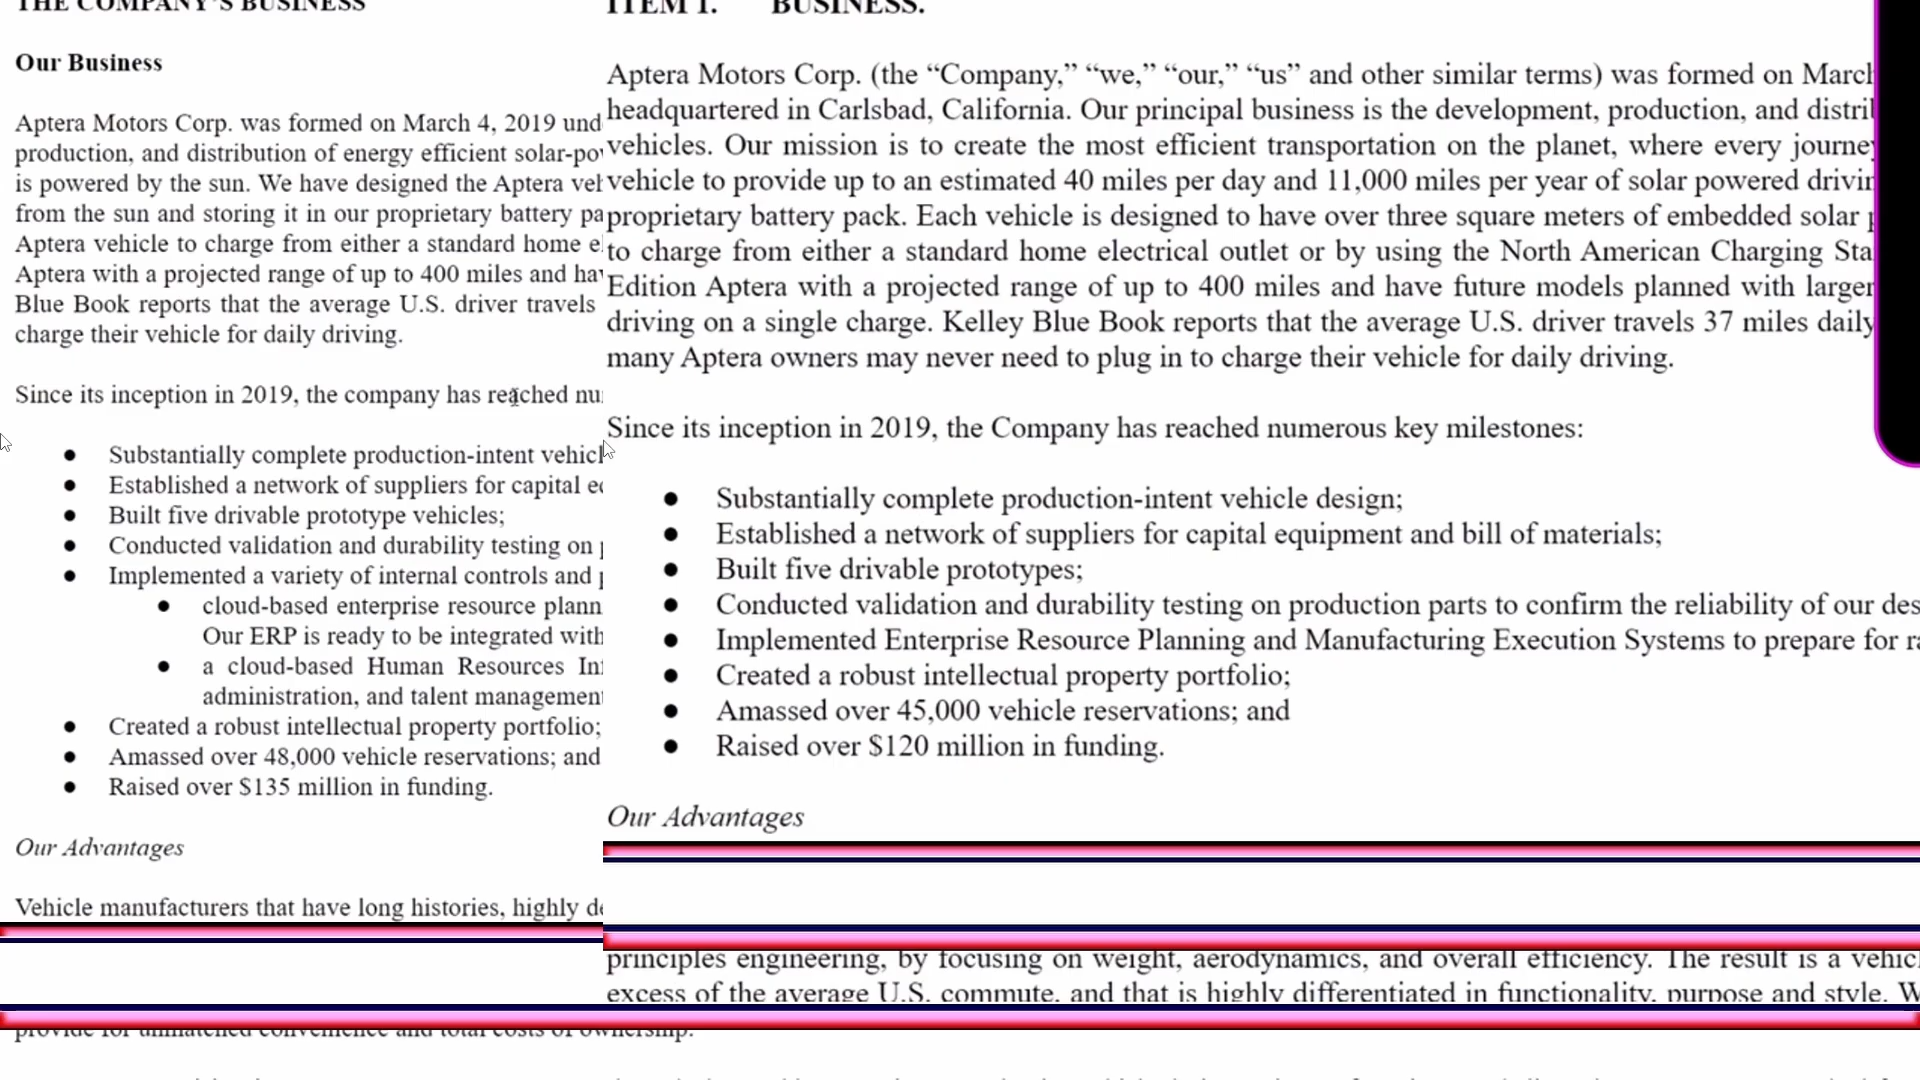 THE COMPANY'S BUSINESS
Our Business
Aptera Motors Corp. was formed on March 4, 2019
production, and distribution of energy efficient
is powered by the sun. We have designed the Aptera
from the sun and storing it in our proprietary battery
Aptera vehicle to charge from either a standard home
Aptera with a projected range of up to 400 miles and
Blue Book reports that the average U.S. driver travels
charge their vehicle for daily driving.
Since its inception in 2019, the company has reached
● Substantially complete production-intent
● Established a network of suppliers for capital
● Built five drivable prototype vehicles;
● Conducted validation and durability testing on
● Implemented a variety of internal controls and
● cloud-based enterprise resource
Our ERP is ready to be integrated with
● a cloud-based Human Resources
administration, and talent management
● Created a robust intellectual property portfolio;
● Amassed over 48,000 vehicle reservations; and
● Raised over $135 million in funding.
Our Advantages
Vehicle manufacturers that have long histories, highly
provide for unmatched convenience and total costs of ownership.
ITEM 1. BUSINESS.
Aptera Motors Corp. (the “Company,” “we,” “our,” “us” and other similar terms) was formed on March
headquartered in Carlsbad, California. Our principal business is the development, production, and
vehicles. Our mission is to create the most efficient transportation on the planet, where every
vehicle to provide up to an estimated 40 miles per day and 11,000 miles per year of solar powered
proprietary battery pack. Each vehicle is designed to have over three square meters of embedded solar
to charge from either a standard home electrical outlet or by using the North American Charging
Edition Aptera with a projected range of up to 400 miles and have future models planned with larger
driving on a single charge. Kelley Blue Book reports that the average U.S. driver travels 37 miles daily
many Aptera owners may never need to plug in to charge their vehicle for daily driving.
Since its inception in 2019, the Company has reached numerous key milestones:
● Substantially complete production-intent vehicle design;
● Established a network of suppliers for capital equipment and bill of materials;
● Built five drivable prototypes;
● Conducted validation and durability testing on production parts to confirm the reliability of our
● Implemented Enterprise Resource Planning and Manufacturing Execution Systems to prepare for
● Created a robust intellectual property portfolio;
● Amassed over 45,000 vehicle reservations; and
● Raised over $120 million in funding.
Our Advantages
principles engineering, by focusing on weight, aerodynamics, and overall efficiency. The result is a
excess of the average U.S. commute, and that is highly differentiated in functionality, purpose and style.